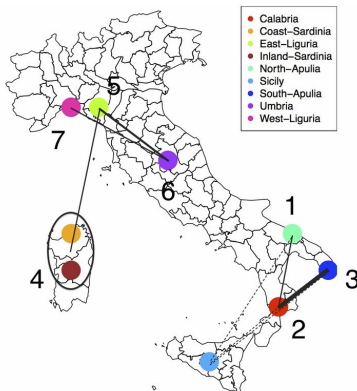 Calabria
Coast-Sardinia
East-Liguria
Inland-Sardinia
North-Apulia
Sicily
South-Apulia
Umbria
West-Liguria
5
7
6
1
4
3
2